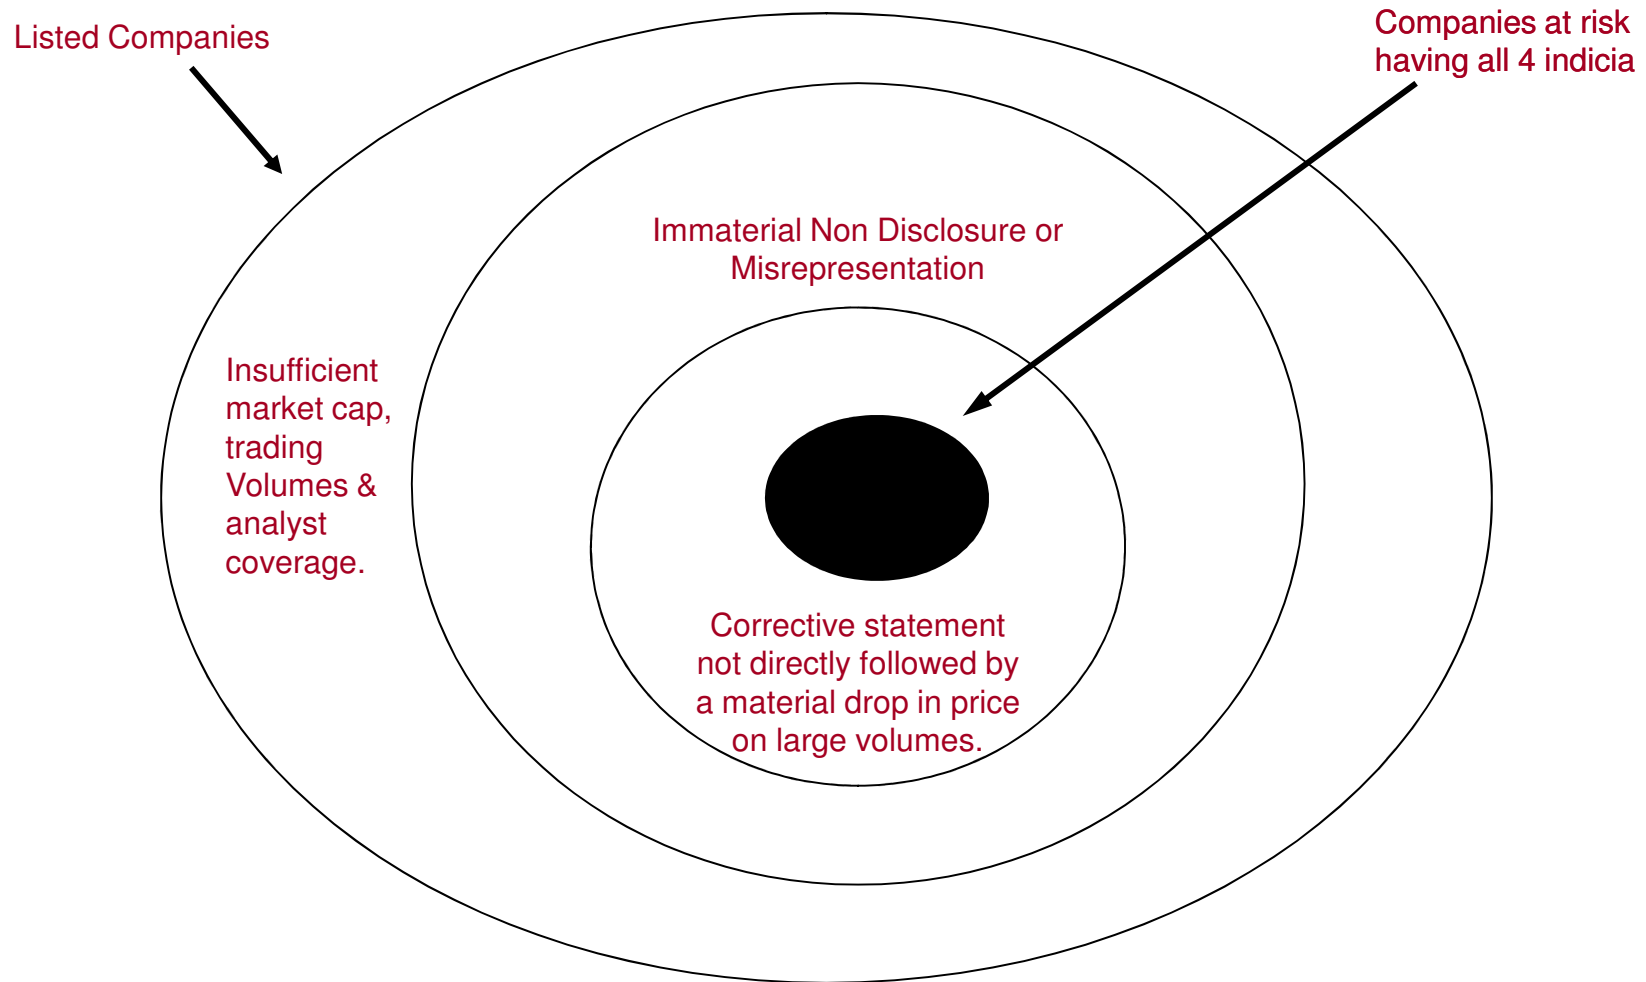 Listed Companies
Companies at risk
having all 4 indicia
Immaterial Non Disclosure or
Misrepresentation
Insufficient
market cap,
trading
Volumes &
analyst
coverage.
Corrective statement
not directly followed by
a material drop in price
on large volumes.